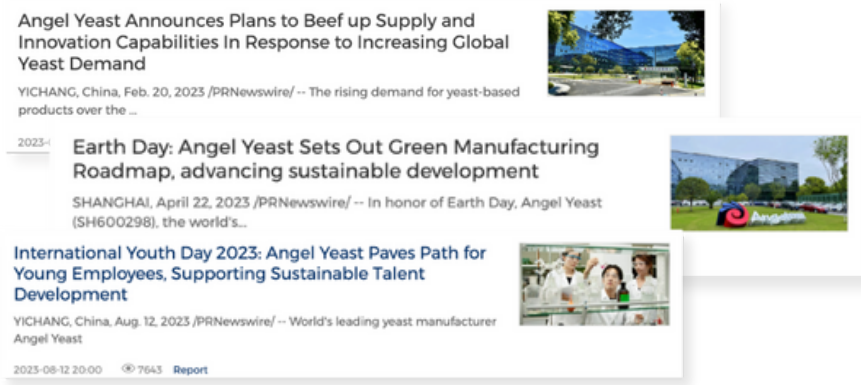 Angel Yeast Announces Plans to Beef up Supply and
Innovation Capabilities In Response to Increasing Global
Yeast Demand
YICHANG, China, Feb. 20, 2023 /PRNewswire/ -- The rising demand for yeast-based
products over the ...
2023-
Earth Day: Angel Yeast Sets Out Green Manufacturing
Roadmap, advancing sustainable development
SHANGHAI, April 22, 2023 /PRNewswire/ -- In honor of Earth Day, Angel Yeast
(SH600298), the world's...
Angel
International Youth Day 2023: Angel Yeast Paves Path for
Young Employees, Supporting Sustainable Talent
Development
YICHANG, China, Aug. 12, 2023 /PRNewswire/ -- World's leading yeast manufacturer
Angel Yeast
2023-08-12 20:00 7643 Report